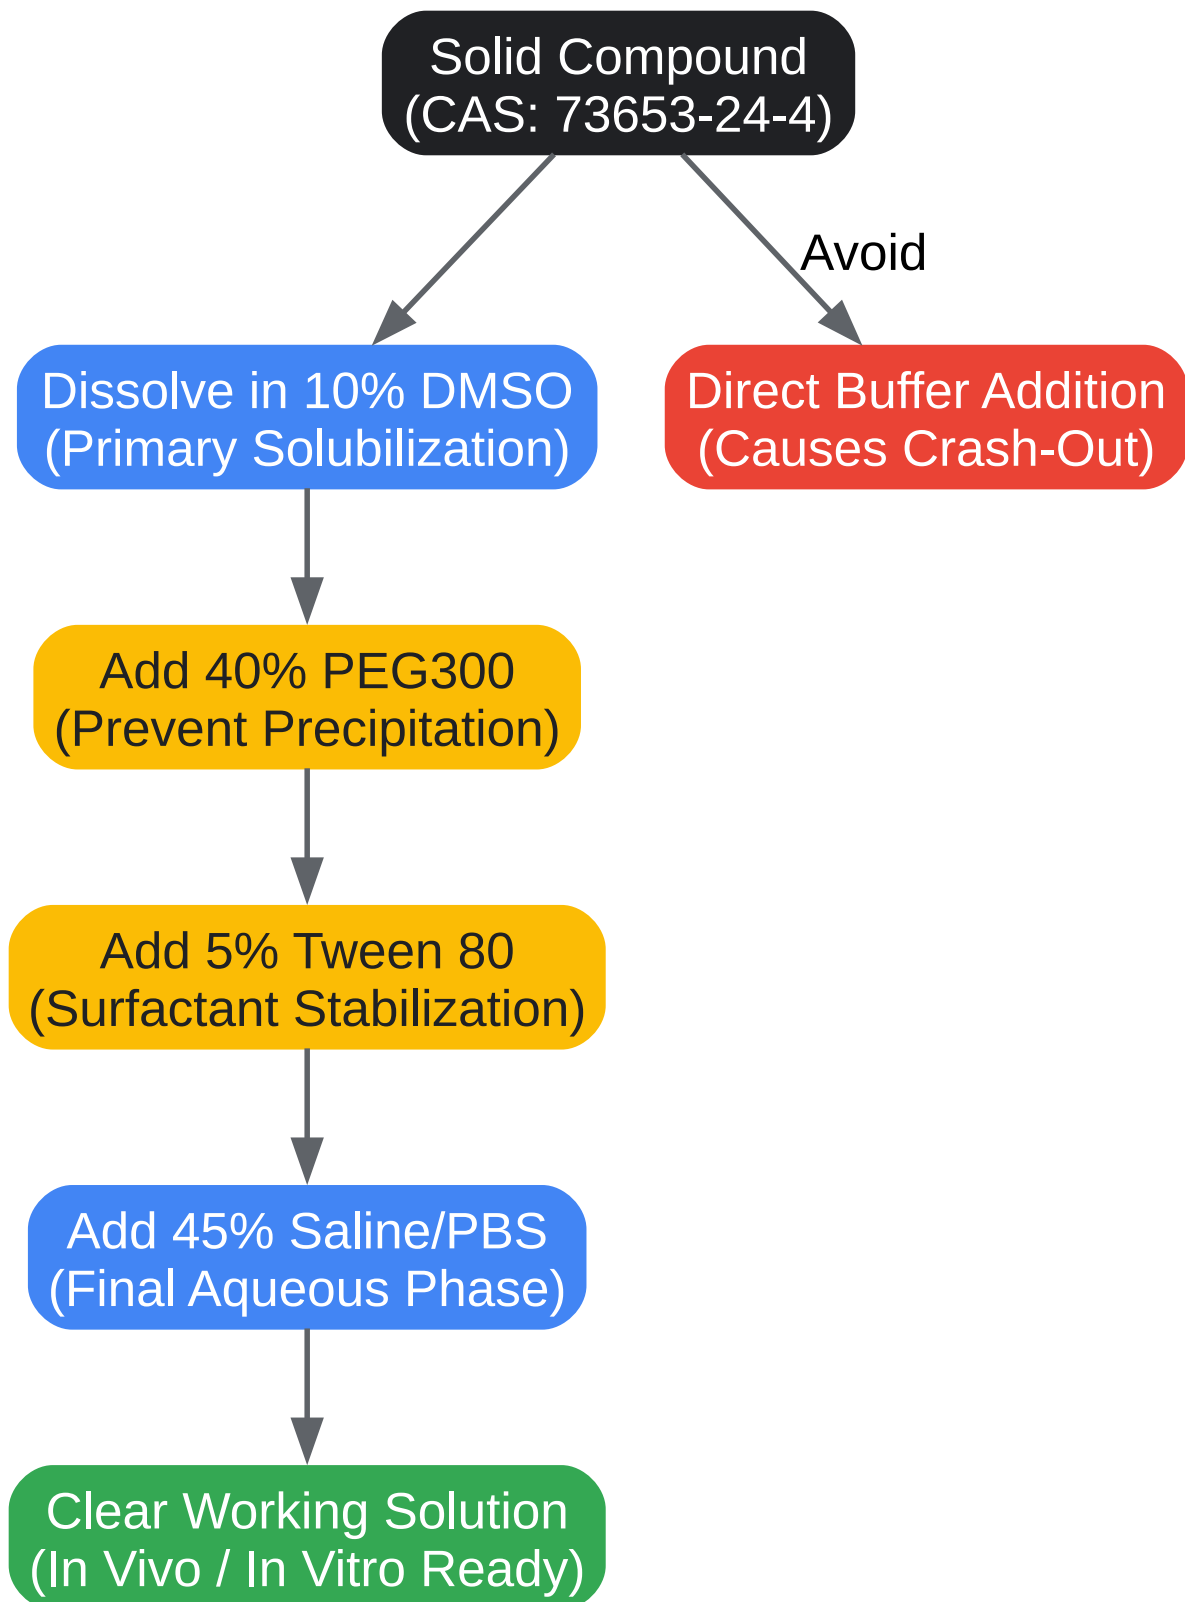 Solid Compound
(CAS: 73653-24-4)
Avoid
Dissolve in 10% DMSO
(Primary Solubilization)
Direct Buffer Addition
(Causes Crash-Out)
Add 40% PEG300
(Prevent Precipitation)
Add 5% Tween 80
(Surfactant Stabilization)
Add 45% Saline/PBS
(Final Aqueous Phase)
Clear Working Solution
(In Vivo / In Vitro Ready)